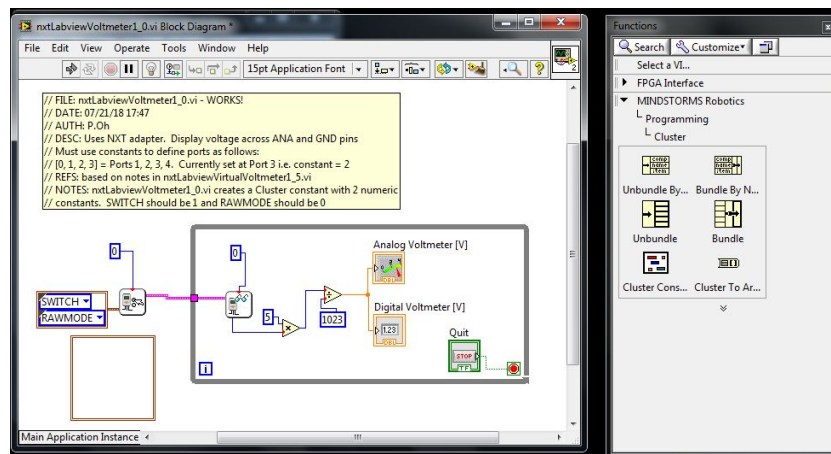 nxtLabviewVoltmeter1_0.vi Block Diagram *
File Edit View Operate Tools Window Help
15pt Application Font
2
// FILE: nxtLabviewVoltmeter1_0.vi - WORKS!
// DATE: 07/21/18 17:47
// AUTH: P.Oh
// DESC: Uses NXT adapter. Display voltage across ANA and GND pins
// Must use constants to define ports as follows:
// [0, 1, 2, 3] = Ports 1, 2, 3, 4. Currently set at Port 3 i.e. constant = 2
// REFS: based on notes in nxtLabviewVirtualVoltmeter1_5.vi
// NOTES: nxtLabviewVoltmeter1_0.vi creates a Cluster constant with 2 numeric
// constants. SWITCH should be 1 and RAWMODE should be 0
0
0
Analog Voltmeter [V]
DBL
SWITCH
RAWMODE
5
1023
Digital Voltmeter [V]
1.23
DBL
Quit
STOP
TF
i
Main Application Instance
Functions
Search Customize
Select a VI...
FPGA Interface
MINDSTORMS Robotics
Programming
Cluster
Unbundle By... Bundle By N...
Unbundle Bundle
Cluster Cons... Cluster To Ar...